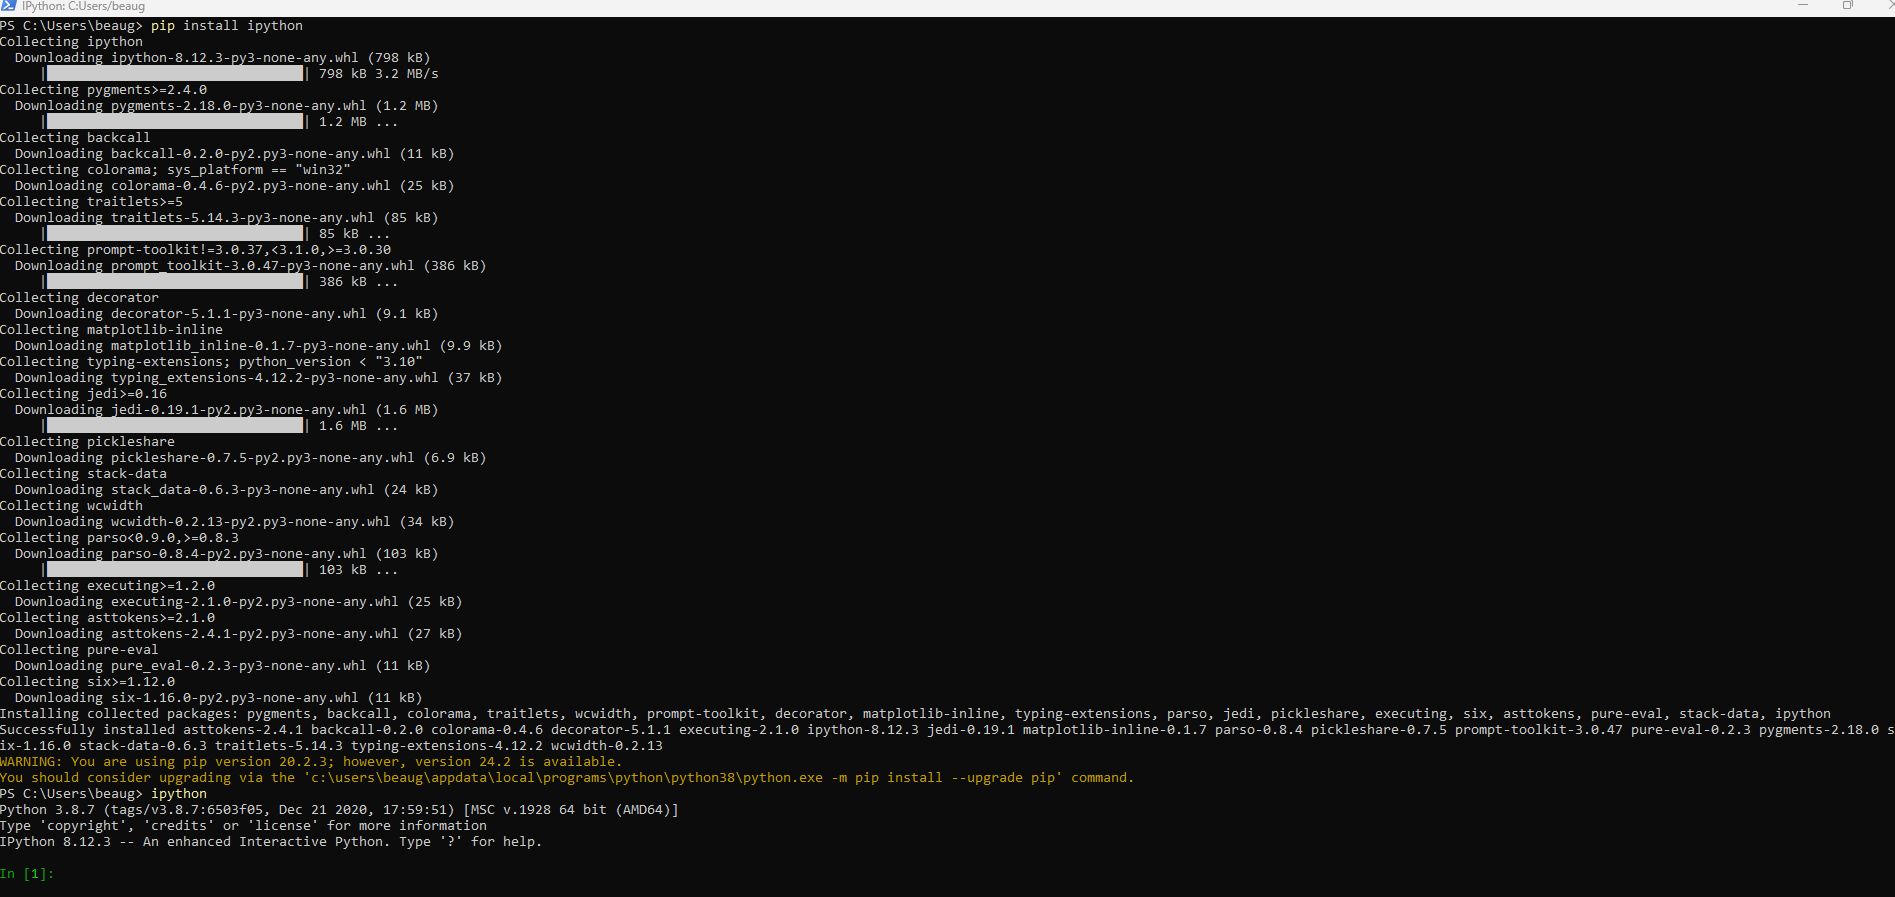 IPython: C:Users/beaug
PS C:\Users\beaug> pip install ipython
Collecting ipython
  Downloading ipython-8.12.3-py3-none-any.whl (798 kB)
     |████████████████████████████████| 798 kB 3.2 MB/s
Collecting pygments>=2.4.0
  Downloading pygments-2.18.0-py3-none-any.whl (1.2 MB)
     |████████████████████████████████| 1.2 MB ...
Collecting backcall
  Downloading backcall-0.2.0-py2.py3-none-any.whl (11 kB)
Collecting colorama; sys_platform == "win32"
  Downloading colorama-0.4.6-py2.py3-none-any.whl (25 kB)
Collecting traitlets>=5
  Downloading traitlets-5.14.3-py3-none-any.whl (85 kB)
     |████████████████████████████████| 85 kB ...
Collecting prompt-toolkit!=3.0.37,<3.1.0,>=3.0.30
  Downloading prompt_toolkit-3.0.47-py3-none-any.whl (386 kB)
     |████████████████████████████████| 386 kB ...
Collecting decorator
  Downloading decorator-5.1.1-py3-none-any.whl (9.1 kB)
Collecting matplotlib-inline
  Downloading matplotlib_inline-0.1.7-py3-none-any.whl (9.9 kB)
Collecting typing-extensions; python_version < "3.10"
  Downloading typing_extensions-4.12.2-py3-none-any.whl (37 kB)
Collecting jedi>=0.16
  Downloading jedi-0.19.1-py2.py3-none-any.whl (1.6 MB)
     |████████████████████████████████| 1.6 MB ...
Collecting pickleshare
  Downloading pickleshare-0.7.5-py2.py3-none-any.whl (6.9 kB)
Collecting stack-data
  Downloading stack_data-0.6.3-py3-none-any.whl (24 kB)
Collecting wcwidth
  Downloading wcwidth-0.2.13-py2.py3-none-any.whl (34 kB)
Collecting parso<0.9.0,>=0.8.3
  Downloading parso-0.8.4-py2.py3-none-any.whl (103 kB)
     |████████████████████████████████| 103 kB ...
Collecting executing>=1.2.0
  Downloading executing-2.1.0-py2.py3-none-any.whl (25 kB)
Collecting asttokens>=2.1.0
  Downloading asttokens-2.4.1-py2.py3-none-any.whl (27 kB)
Collecting pure-eval
  Downloading pure_eval-0.2.3-py3-none-any.whl (11 kB)
Collecting six>=1.12.0
  Downloading six-1.16.0-py2.py3-none-any.whl (11 kB)
Installing collected packages: pygments, backcall, colorama, traitlets, wcwidth, prompt-toolkit, decorator, matplotlib-inline, typing-extensions, parso, jedi, pickleshare, executing, six, asttokens, pure-eval, stack-data, ipython
Successfully installed asttokens-2.4.1 backcall-0.2.0 colorama-0.4.6 decorator-5.1.1 executing-2.1.0 ipython-8.12.3 jedi-0.19.1 matplotlib-inline-0.1.7 parso-0.8.4 pickleshare-0.7.5 prompt-toolkit-3.0.47 pure-eval-0.2.3 pygments-2.18.0 s
ix-1.16.0 stack-data-0.6.3 traitlets-5.14.3 typing-extensions-4.12.2 wcwidth-0.2.13
WARNING: You are using pip version 20.2.3; however, version 24.2 is available.
You should consider upgrading via the 'c:\users\beaug\appdata\local\programs\python\python38\python.exe -m pip install --upgrade pip' command.
PS C:\Users\beaug> ipython
Python 3.8.7 (tags/v3.8.7:6503f05, Dec 21 2020, 17:59:51) [MSC v.1928 64 bit (AMD64)]
Type 'copyright', 'credits' or 'license' for more information
IPython 8.12.3 -- An enhanced Interactive Python. Type '?' for help.
In [1]: